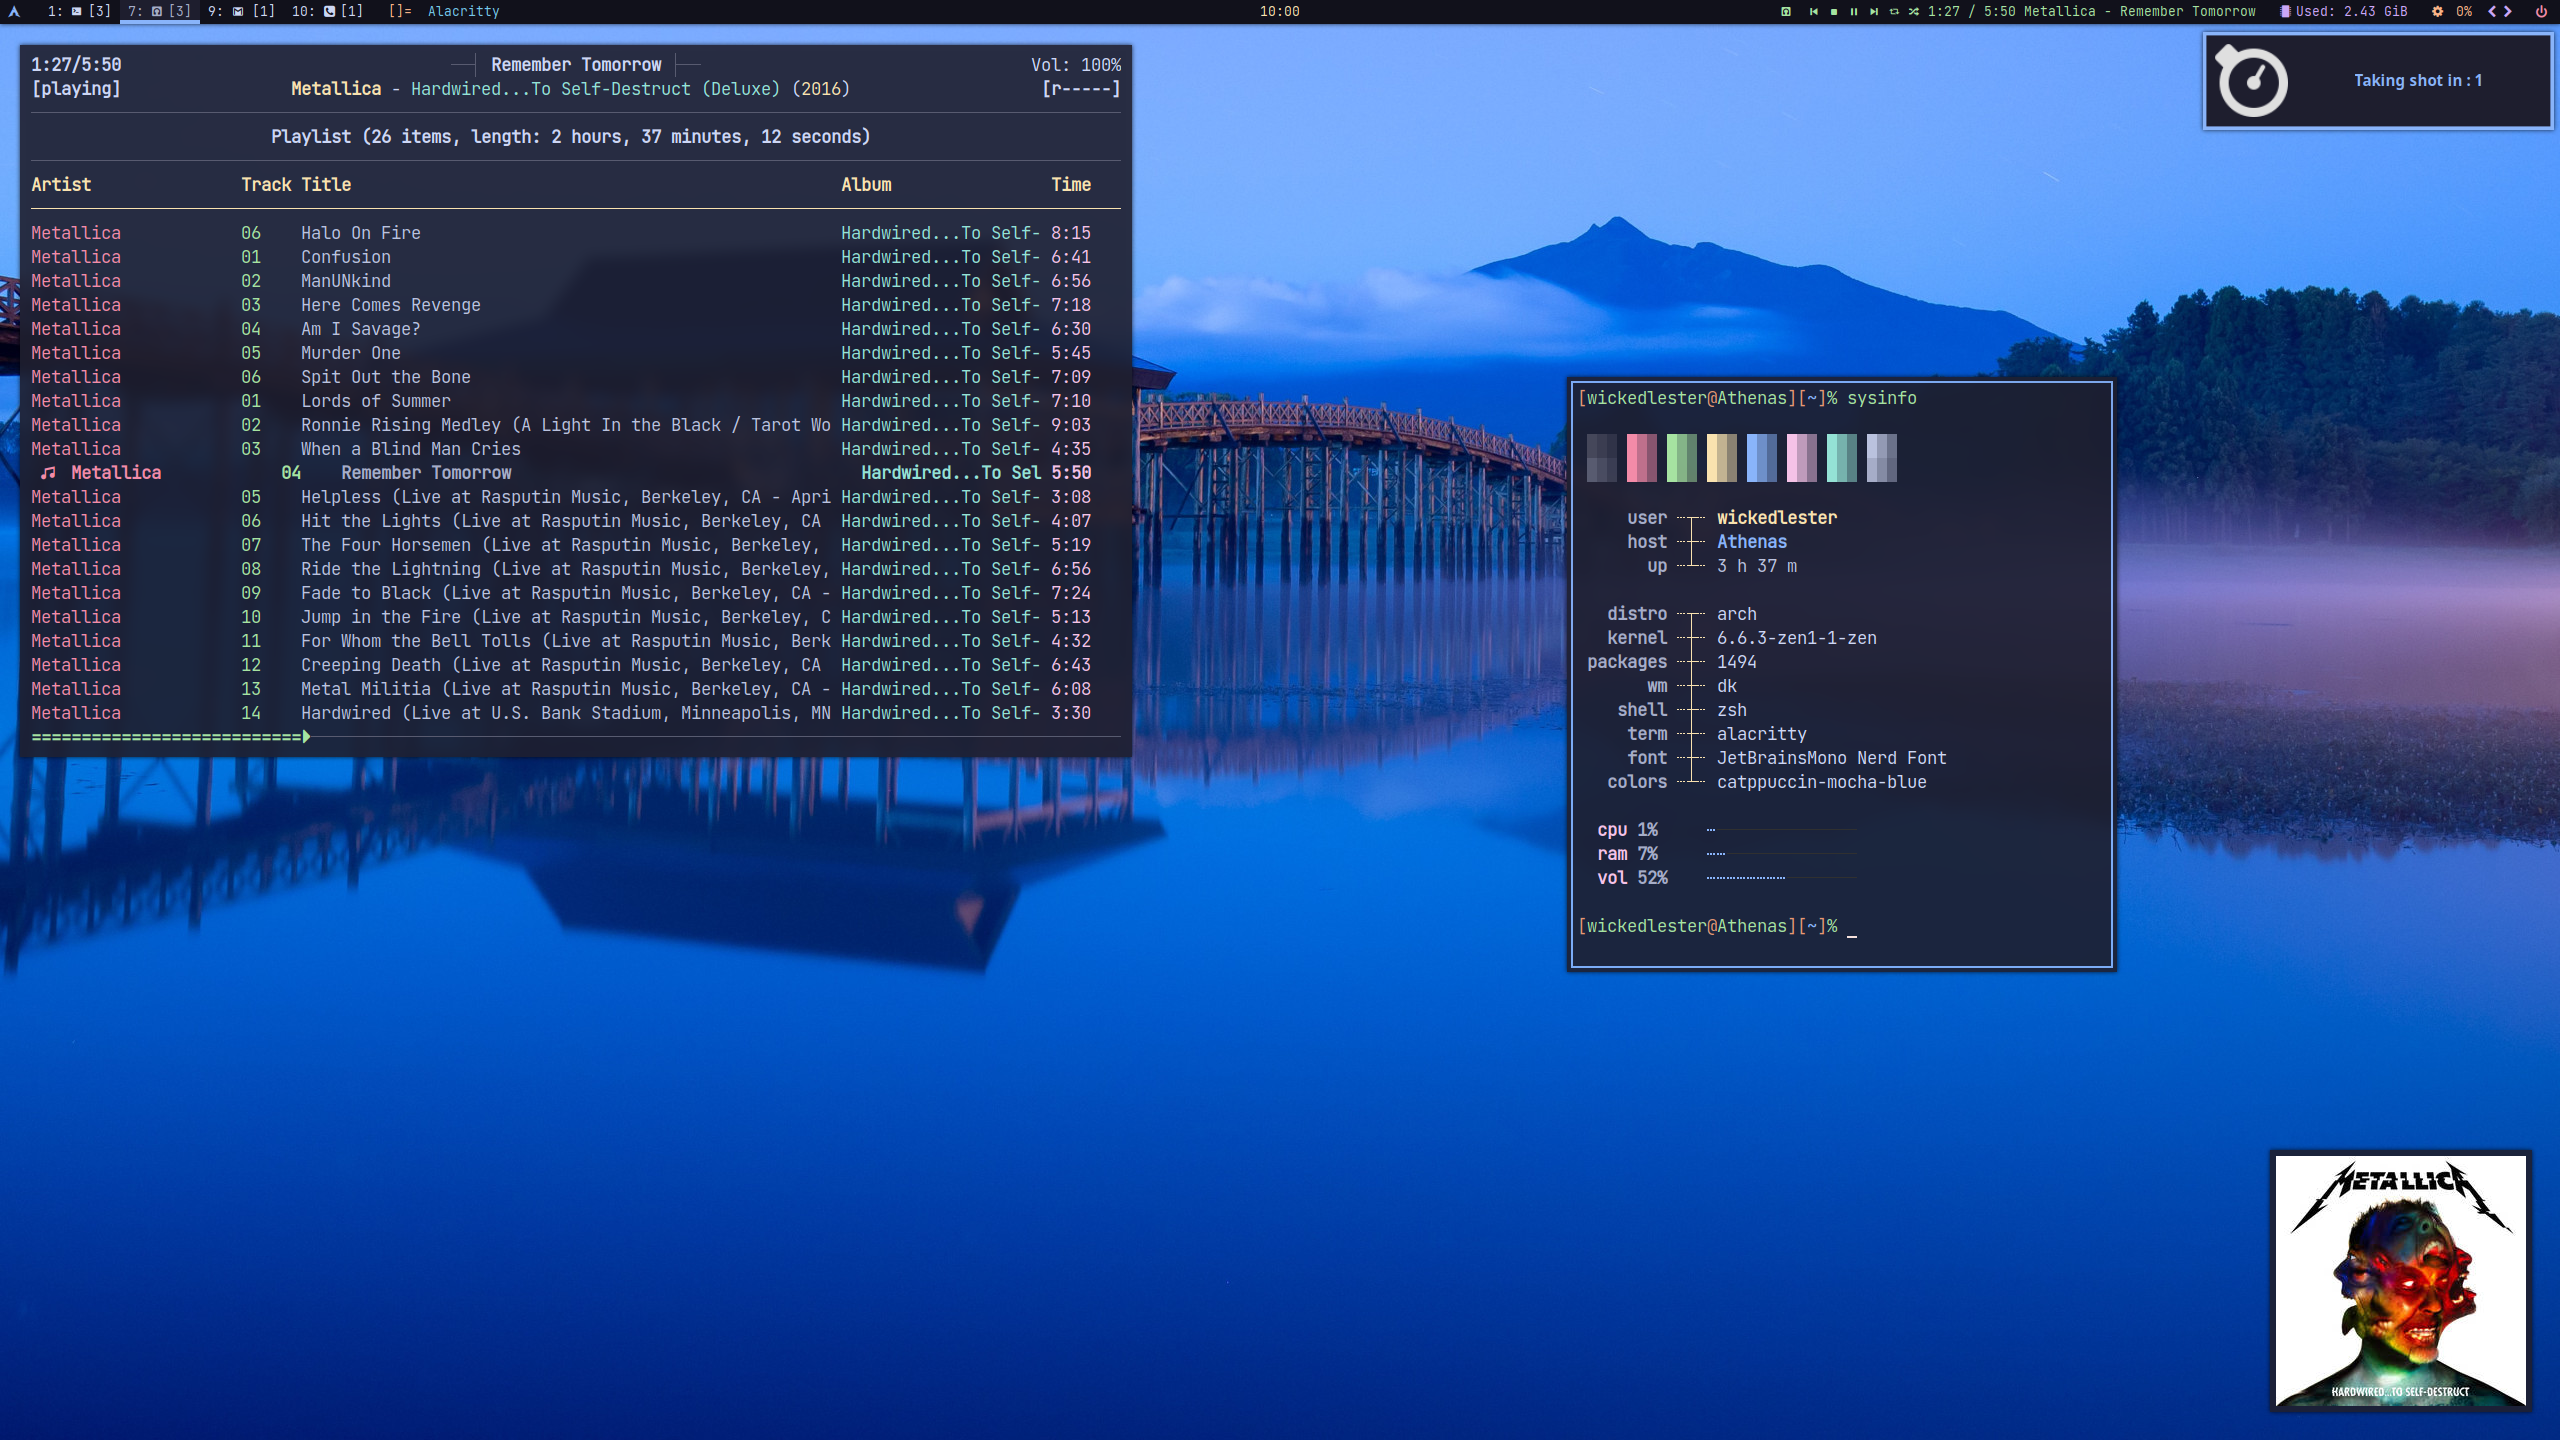 1: [3] 7: [3] 9: [1] 10: [1] []= Alacritty
10:00
1:27 / 5:50 Metallica - Remember Tomorrow Used: 2.43 GiB 0%
Taking shot in : 1
1:27/5:50 Remember Tomorrow Vol: 100%
[playing] Metallica - Hardwired...To Self-Destruct (Deluxe) (2016) [r-----]
Playlist (26 items, length: 2 hours, 37 minutes, 12 seconds)
Artist Track Title Album Time
Metallica 06 Halo On Fire Hardwired...To Self- 8:15
Metallica 01 Confusion Hardwired...To Self- 6:41
Metallica 02 ManUNkind Hardwired...To Self- 6:56
Metallica 03 Here Comes Revenge Hardwired...To Self- 7:18
Metallica 04 Am I Savage? Hardwired...To Self- 6:30
Metallica 05 Murder One Hardwired...To Self- 5:45
Metallica 06 Spit Out the Bone Hardwired...To Self- 7:09
Metallica 01 Lords of Summer Hardwired...To Self- 7:10
Metallica 02 Ronnie Rising Medley (A Light In the Black / Tarot Wo Hardwired...To Self- 9:03
Metallica 03 When a Blind Man Cries Hardwired...To Self- 4:35
Metallica 04 Remember Tomorrow Hardwired...To Sel 5:50
Metallica 05 Helpless (Live at Rasputin Music, Berkeley, CA - Apri Hardwired...To Self- 3:08
Metallica 06 Hit the Lights (Live at Rasputin Music, Berkeley, CA Hardwired...To Self- 4:07
Metallica 07 The Four Horsemen (Live at Rasputin Music, Berkeley, Hardwired...To Self- 5:19
Metallica 08 Ride the Lightning (Live at Rasputin Music, Berkeley, Hardwired...To Self- 6:56
Metallica 09 Fade to Black (Live at Rasputin Music, Berkeley, CA - Hardwired...To Self- 7:24
Metallica 10 Jump in the Fire (Live at Rasputin Music, Berkeley, C Hardwired...To Self- 5:13
Metallica 11 For Whom the Bell Tolls (Live at Rasputin Music, Berk Hardwired...To Self- 4:32
Metallica 12 Creeping Death (Live at Rasputin Music, Berkeley, CA Hardwired...To Self- 6:43
Metallica 13 Metal Militia (Live at Rasputin Music, Berkeley, CA - Hardwired...To Self- 6:08
Metallica 14 Hardwired (Live at U.S. Bank Stadium, Minneapolis, MN Hardwired...To Self- 3:30
[wickedlester@Athenas][~]% sysinfo
user wickedlester
host Athenas
up 3 h 37 m
distro arch
kernel 6.6.3-zen1-1-zen
packages 1494
wm dk
shell zsh
term alacritty
font JetBrainsMono Nerd Font
colors catppuccin-mocha-blue
cpu 1%
ram 7%
vol 52%
[wickedlester@Athenas][~]% _
METALLICA
HARDWIRED...TO SELF-DESTRUCT